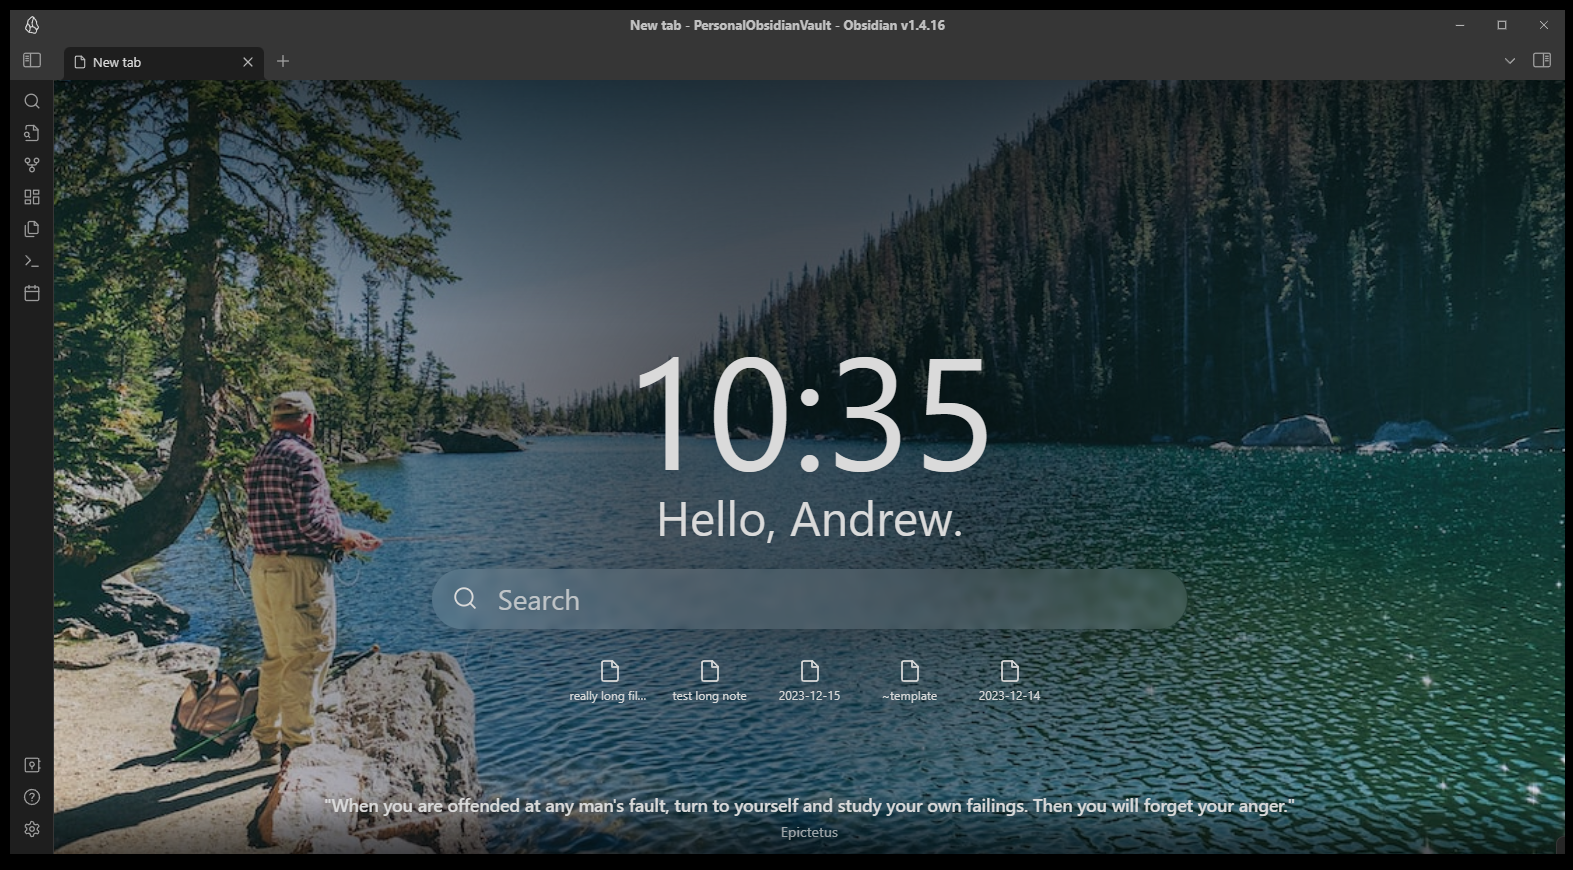 New tab - PersonalObsidianVault - Obsidian v1.4.16
New tab
10:35
Hello, Andrew.
Search
really long fil...
test long note
2023-12-15
~template
2023-12-14
"When you are offended at any man's fault, turn to yourself and study your own failings. Then you will forget your anger."
Epictetus